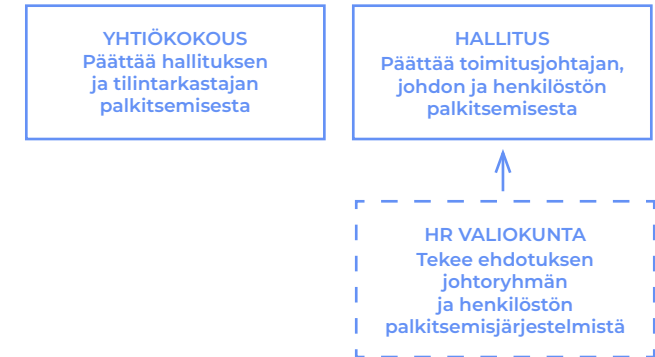 YHTIÖKOKOUS
Päättää hallituksen
ja tilintarkastajan
palkitsemisesta
HALLITUS
Päättää toimitusjohtajan,
johdon ja henkilöstön
palkitsemisesta
HR VALIOKUNTA
Tekee ehdotuksen
johtoryhmän
ja henkilöstön
palkitsemisjärjestelmistä